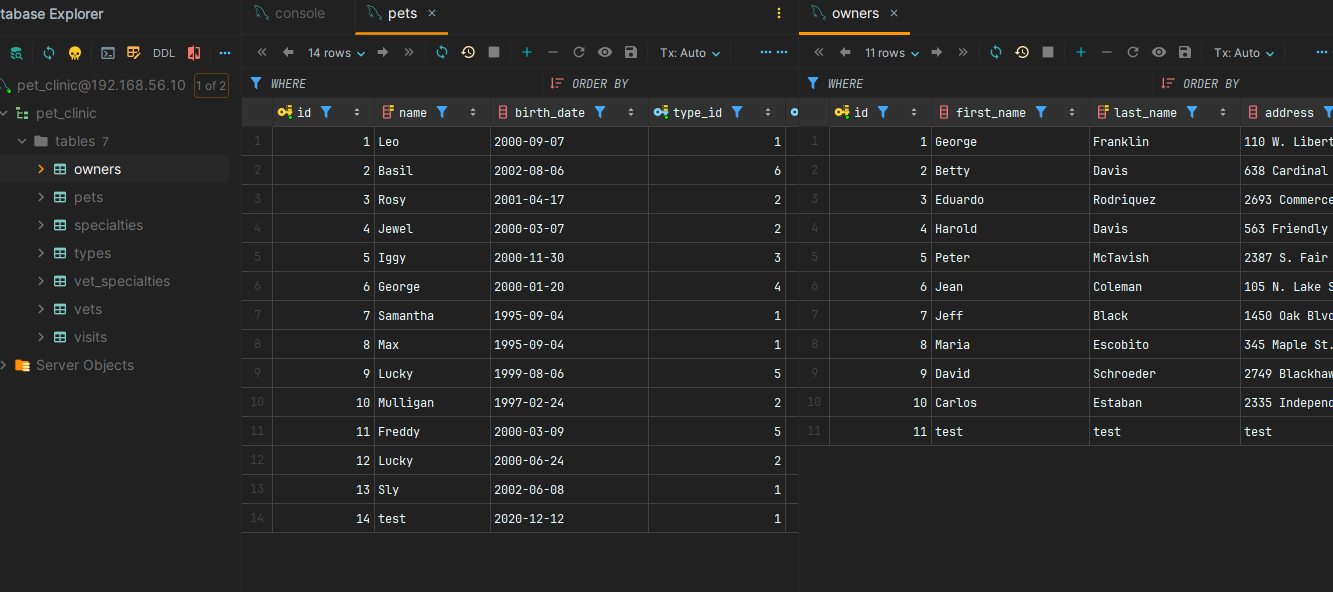 tabase Explorer
console
pets
owners
DDL
14 rows
Tx: Auto
11 rows
Tx: Auto
pet_clinic@192.168.56.10 1 of 2
pet_clinic
tables 7
owners
pets
specialties
types
vet_specialties
vets
visits
Server Objects
WHERE ORDER BY
id name birth_date type_id
1 1 Leo 2000-09-07 1
2 2 Basil 2002-08-06 6
3 3 Rosy 2001-04-17 2
4 4 Jewel 2000-03-07 2
5 5 Iggy 2000-11-30 3
6 6 George 2000-01-20 4
7 7 Samantha 1995-09-04 1
8 8 Max 1995-09-04 1
9 9 Lucky 1999-08-06 5
10 10 Mulligan 1997-02-24 2
11 11 Freddy 2000-03-09 5
12 12 Lucky 2000-06-24 2
13 13 Sly 2002-06-08 1
14 14 test 2020-12-12 1
WHERE ORDER BY
id first_name last_name address
1 1 George Franklin 110 W. Libert
2 2 Betty Davis 638 Cardinal
3 3 Eduardo Rodriquez 2693 Commerce
4 4 Harold Davis 563 Friendly
5 5 Peter McTavish 2387 S. Fair
6 6 Jean Coleman 105 N. Lake S
7 7 Jeff Black 1450 Oak Blvd
8 8 Maria Escobito 345 Maple St.
9 9 David Schroeder 2749 Blackhaw
10 10 Carlos Estaban 2335 Independ
11 11 test test test